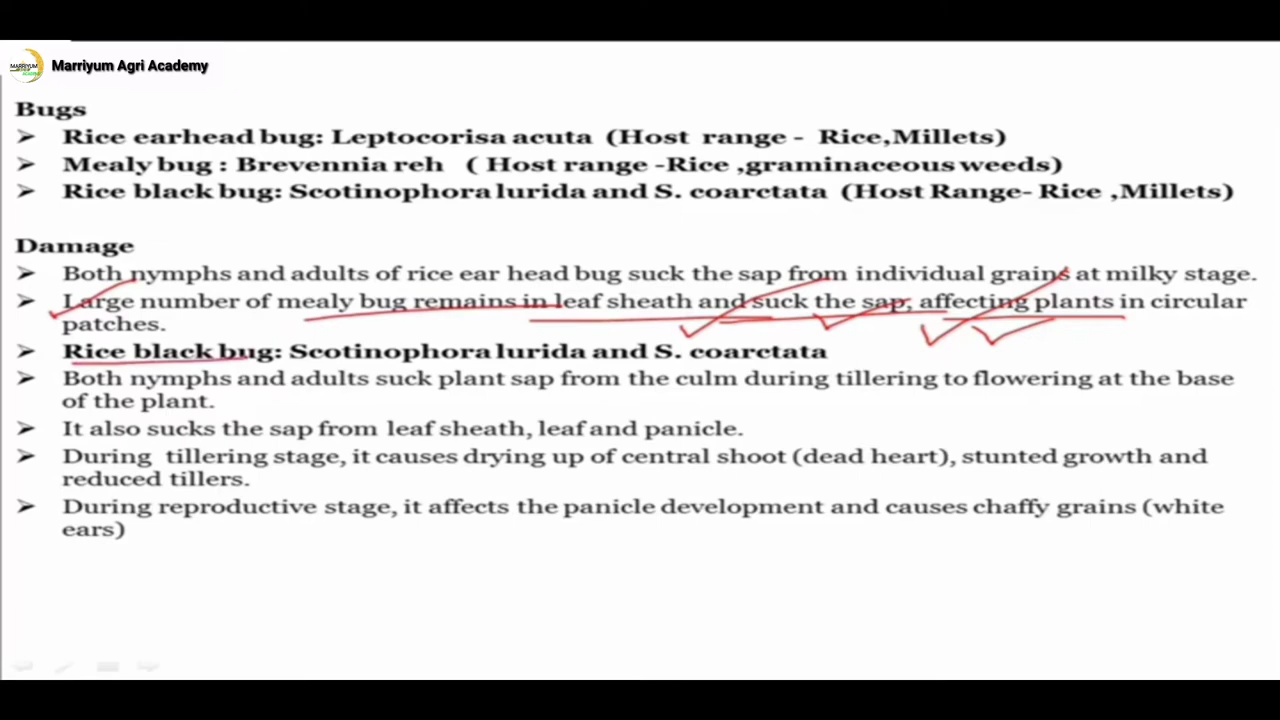 MARRIYUM
Marriyum Agri Academy
Bugs
➢ Rice earhead bug: Leptocorisa acuta (Host range - Rice,Millets)
➢ Mealy bug : Brevennia reh ( Host range -Rice ,graminaceous weeds)
➢ Rice black bug: Scotinophora lurida and S. coarctata (Host Range- Rice ,Millets)
Damage
➢ Both nymphs and adults of rice ear head bug suck the sap from individual grains at milky stage.
➢ Large number of mealy bug remains in leaf sheath and suck the sap, affecting plants in circular
patches.
➢ Rice black bug: Scotinophora lurida and S. coarctata
➢ Both nymphs and adults suck plant sap from the culm during tillering to flowering at the base
of the plant.
➢ It also sucks the sap from leaf sheath, leaf and panicle.
➢ During tillering stage, it causes drying up of central shoot (dead heart), stunted growth and
reduced tillers.
➢ During reproductive stage, it affects the panicle development and causes chaffy grains (white
ears)